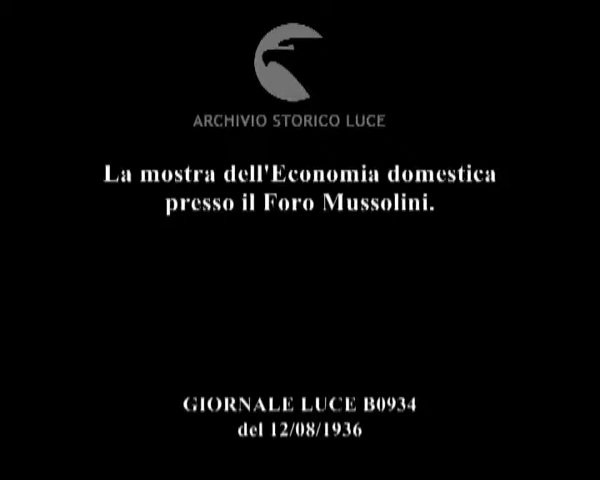 ARCHIVIO STORICO LUCE
La mostra dell'Economia domestica
presso il Foro Mussolini.
GIORNALE LUCE B0934
del 12/08/1936